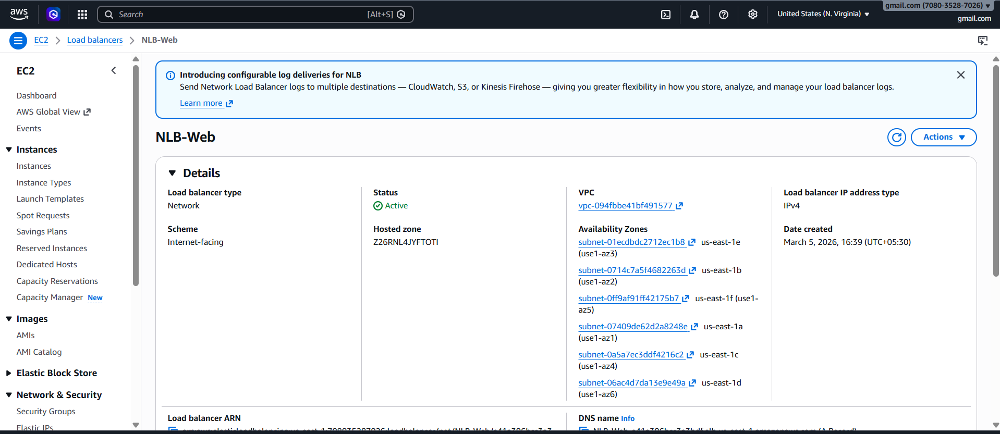 aws
Search
[Alt+S]
United States (N. Virginia)
gmail.com (7080-3528-7026)
gmail.com
EC2
Load balancers
NLB-Web
EC2
Dashboard
AWS Global View
Events
Instances
Instances
Instance Types
Launch Templates
Spot Requests
Savings Plans
Reserved Instances
Dedicated Hosts
Capacity Reservations
Capacity Manager New
Images
AMIs
AMI Catalog
Elastic Block Store
Network & Security
Security Groups
Elastic IPs
Introducing configurable log deliveries for NLB
Send Network Load Balancer logs to multiple destinations — CloudWatch, S3, or Kinesis Firehose — giving you greater flexibility in how you store, analyze, and manage your load balancer logs.
Learn more
NLB-Web
Actions
Details
Load balancer type
Network
Scheme
Internet-facing
Status
Active
Hosted zone
Z26RNL4JYFTOTI
VPC
vpc-094fbbe41bf491577
Availability Zones
subnet-01ecdbdc2712ec1b8 us-east-1e
(use1-az3)
subnet-0714c7a5f4682263d us-east-1b
(use1-az2)
subnet-0ff9af91ff42175b7 us-east-1f (use1-
az5)
subnet-07409de62d2a8248e us-east-1a
(use1-az1)
subnet-0a5a7ec3ddf4216c2 us-east-1c
(use1-az4)
subnet-06ac4d7da13e9e49a us-east-1d
(use1-az6)
Load balancer IP address type
IPv4
Date created
March 5, 2026, 16:39 (UTC+05:30)
Load balancer ARN
DNS name Info
(A Record)